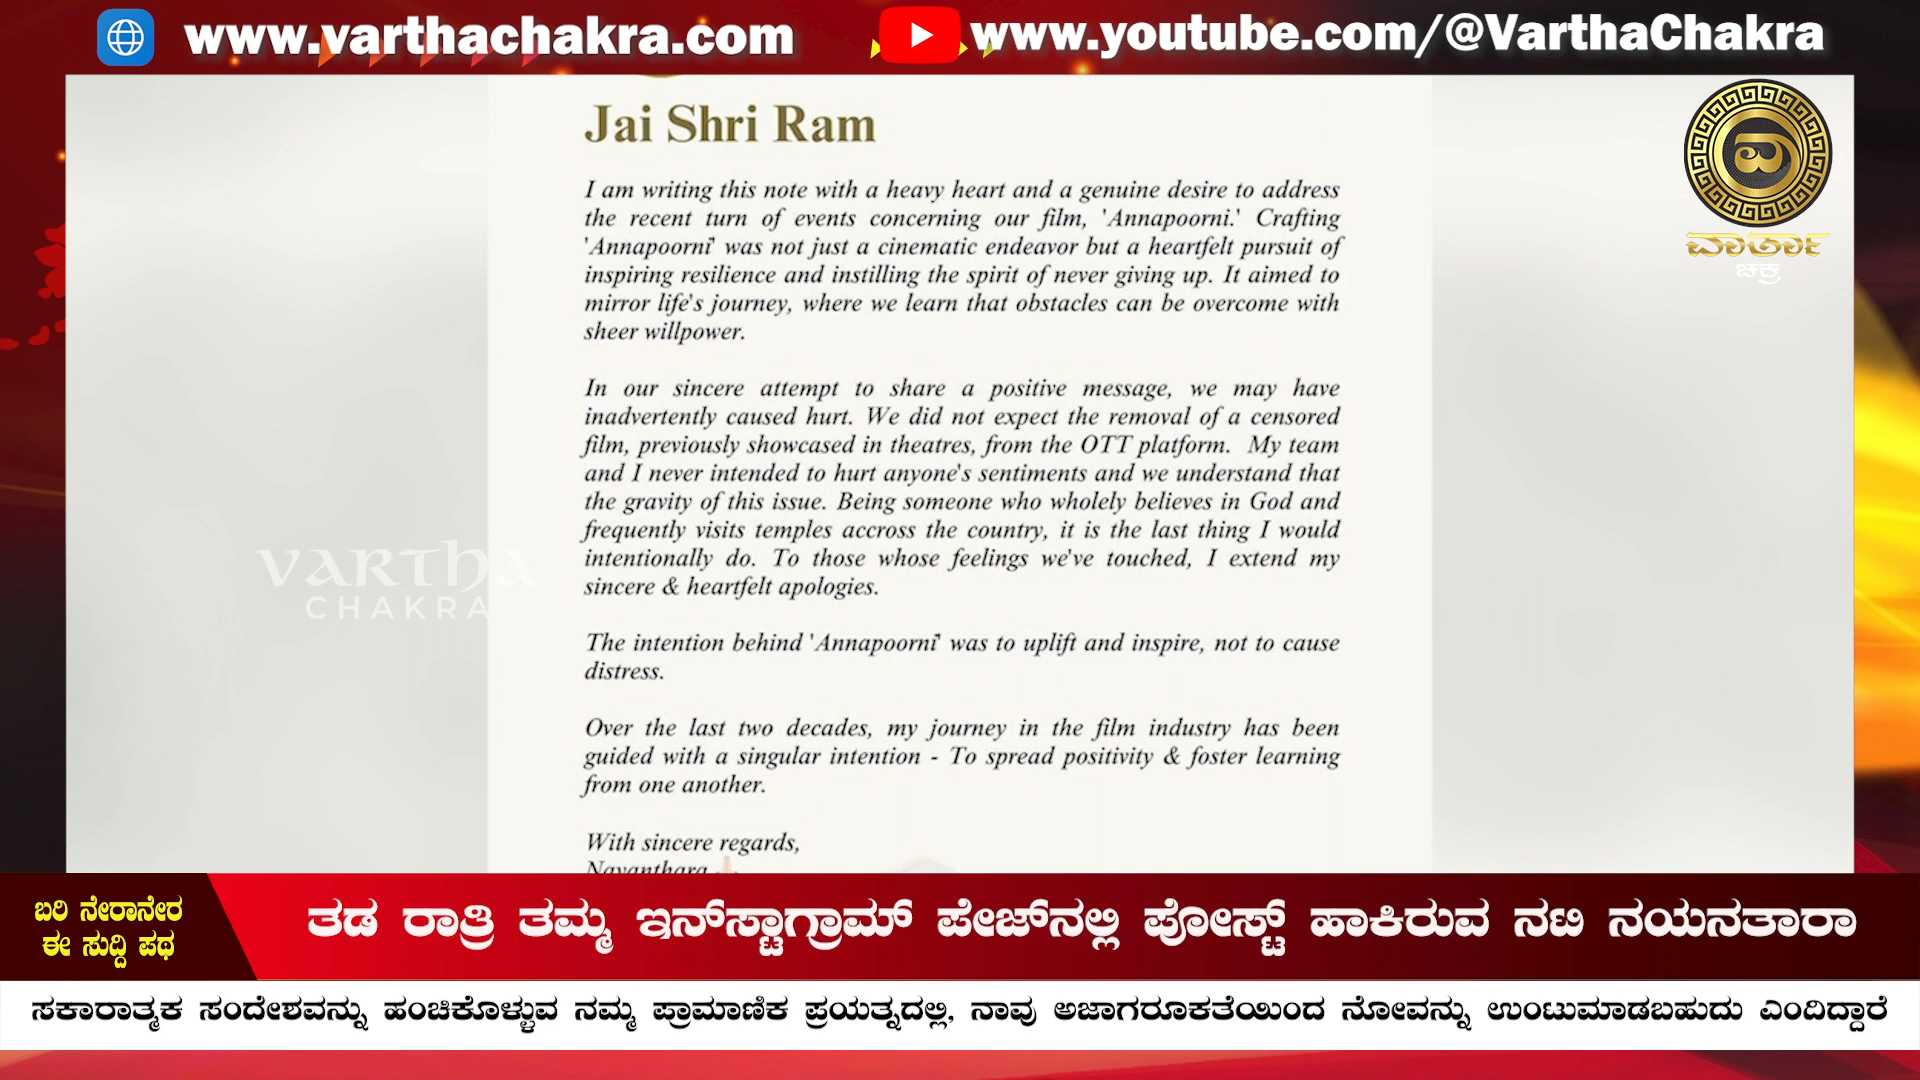 www.varthachakra.com
www.youtube.com/@VarthaChakra
ವಾರ್ತಾ
ಚಕ್ರ
Jai Shri Ram
I am writing this note with a heavy heart and a genuine desire to address
the recent turn of events concerning our film, 'Annapoorni.' Crafting
'Annapoorni' was not just a cinematic endeavor but a heartfelt pursuit of
inspiring resilience and instilling the spirit of never giving up. It aimed to
mirror life's journey, where we learn that obstacles can be overcome with
sheer willpower.
In our sincere attempt to share a positive message, we may have
inadvertently caused hurt. We did not expect the removal of a censored
film, previously showcased in theatres, from the OTT platform. My team
and I never intended to hurt anyone's sentiments and we understand that
the gravity of this issue. Being someone who wholely believes in God and
frequently visits temples accross the country, it is the last thing I would
intentionally do. To those whose feelings we've touched, I extend my
sincere & heartfelt apologies.
The intention behind 'Annapoorni' was to uplift and inspire, not to cause
distress.
Over the last two decades, my journey in the film industry has been
guided with a singular intention - To spread positivity & foster learning
from one another.
With sincere regards,
Nayanthara
VARTHA
CHAKRA
ಬರಿ ನೇರಾನೇರ
ಈ ಸುದ್ದಿ ಪಥ
ತಡ ರಾತ್ರಿ ತಮ್ಮ ಇನ್‌ಸ್ಟಾಗ್ರಾಮ್ ಪೇಜ್‌ನಲ್ಲಿ ಪೋಸ್ಟ್ ಹಾಕಿರುವ ನಟಿ ನಯನತಾರಾ
ಸಕಾರಾತ್ಮಕ ಸಂದೇಶವನ್ನು ಹಂಚಿಕೊಳ್ಳುವ ನಮ್ಮ ಪ್ರಾಮಾಣಿಕ ಪ್ರಯತ್ನದಲ್ಲಿ, ನಾವು ಅಜಾಗರೂಕತೆಯಿಂದ ನೋವನ್ನು ಉಂಟುಮಾಡಬಹುದು ಎಂದಿದ್ದಾರೆ